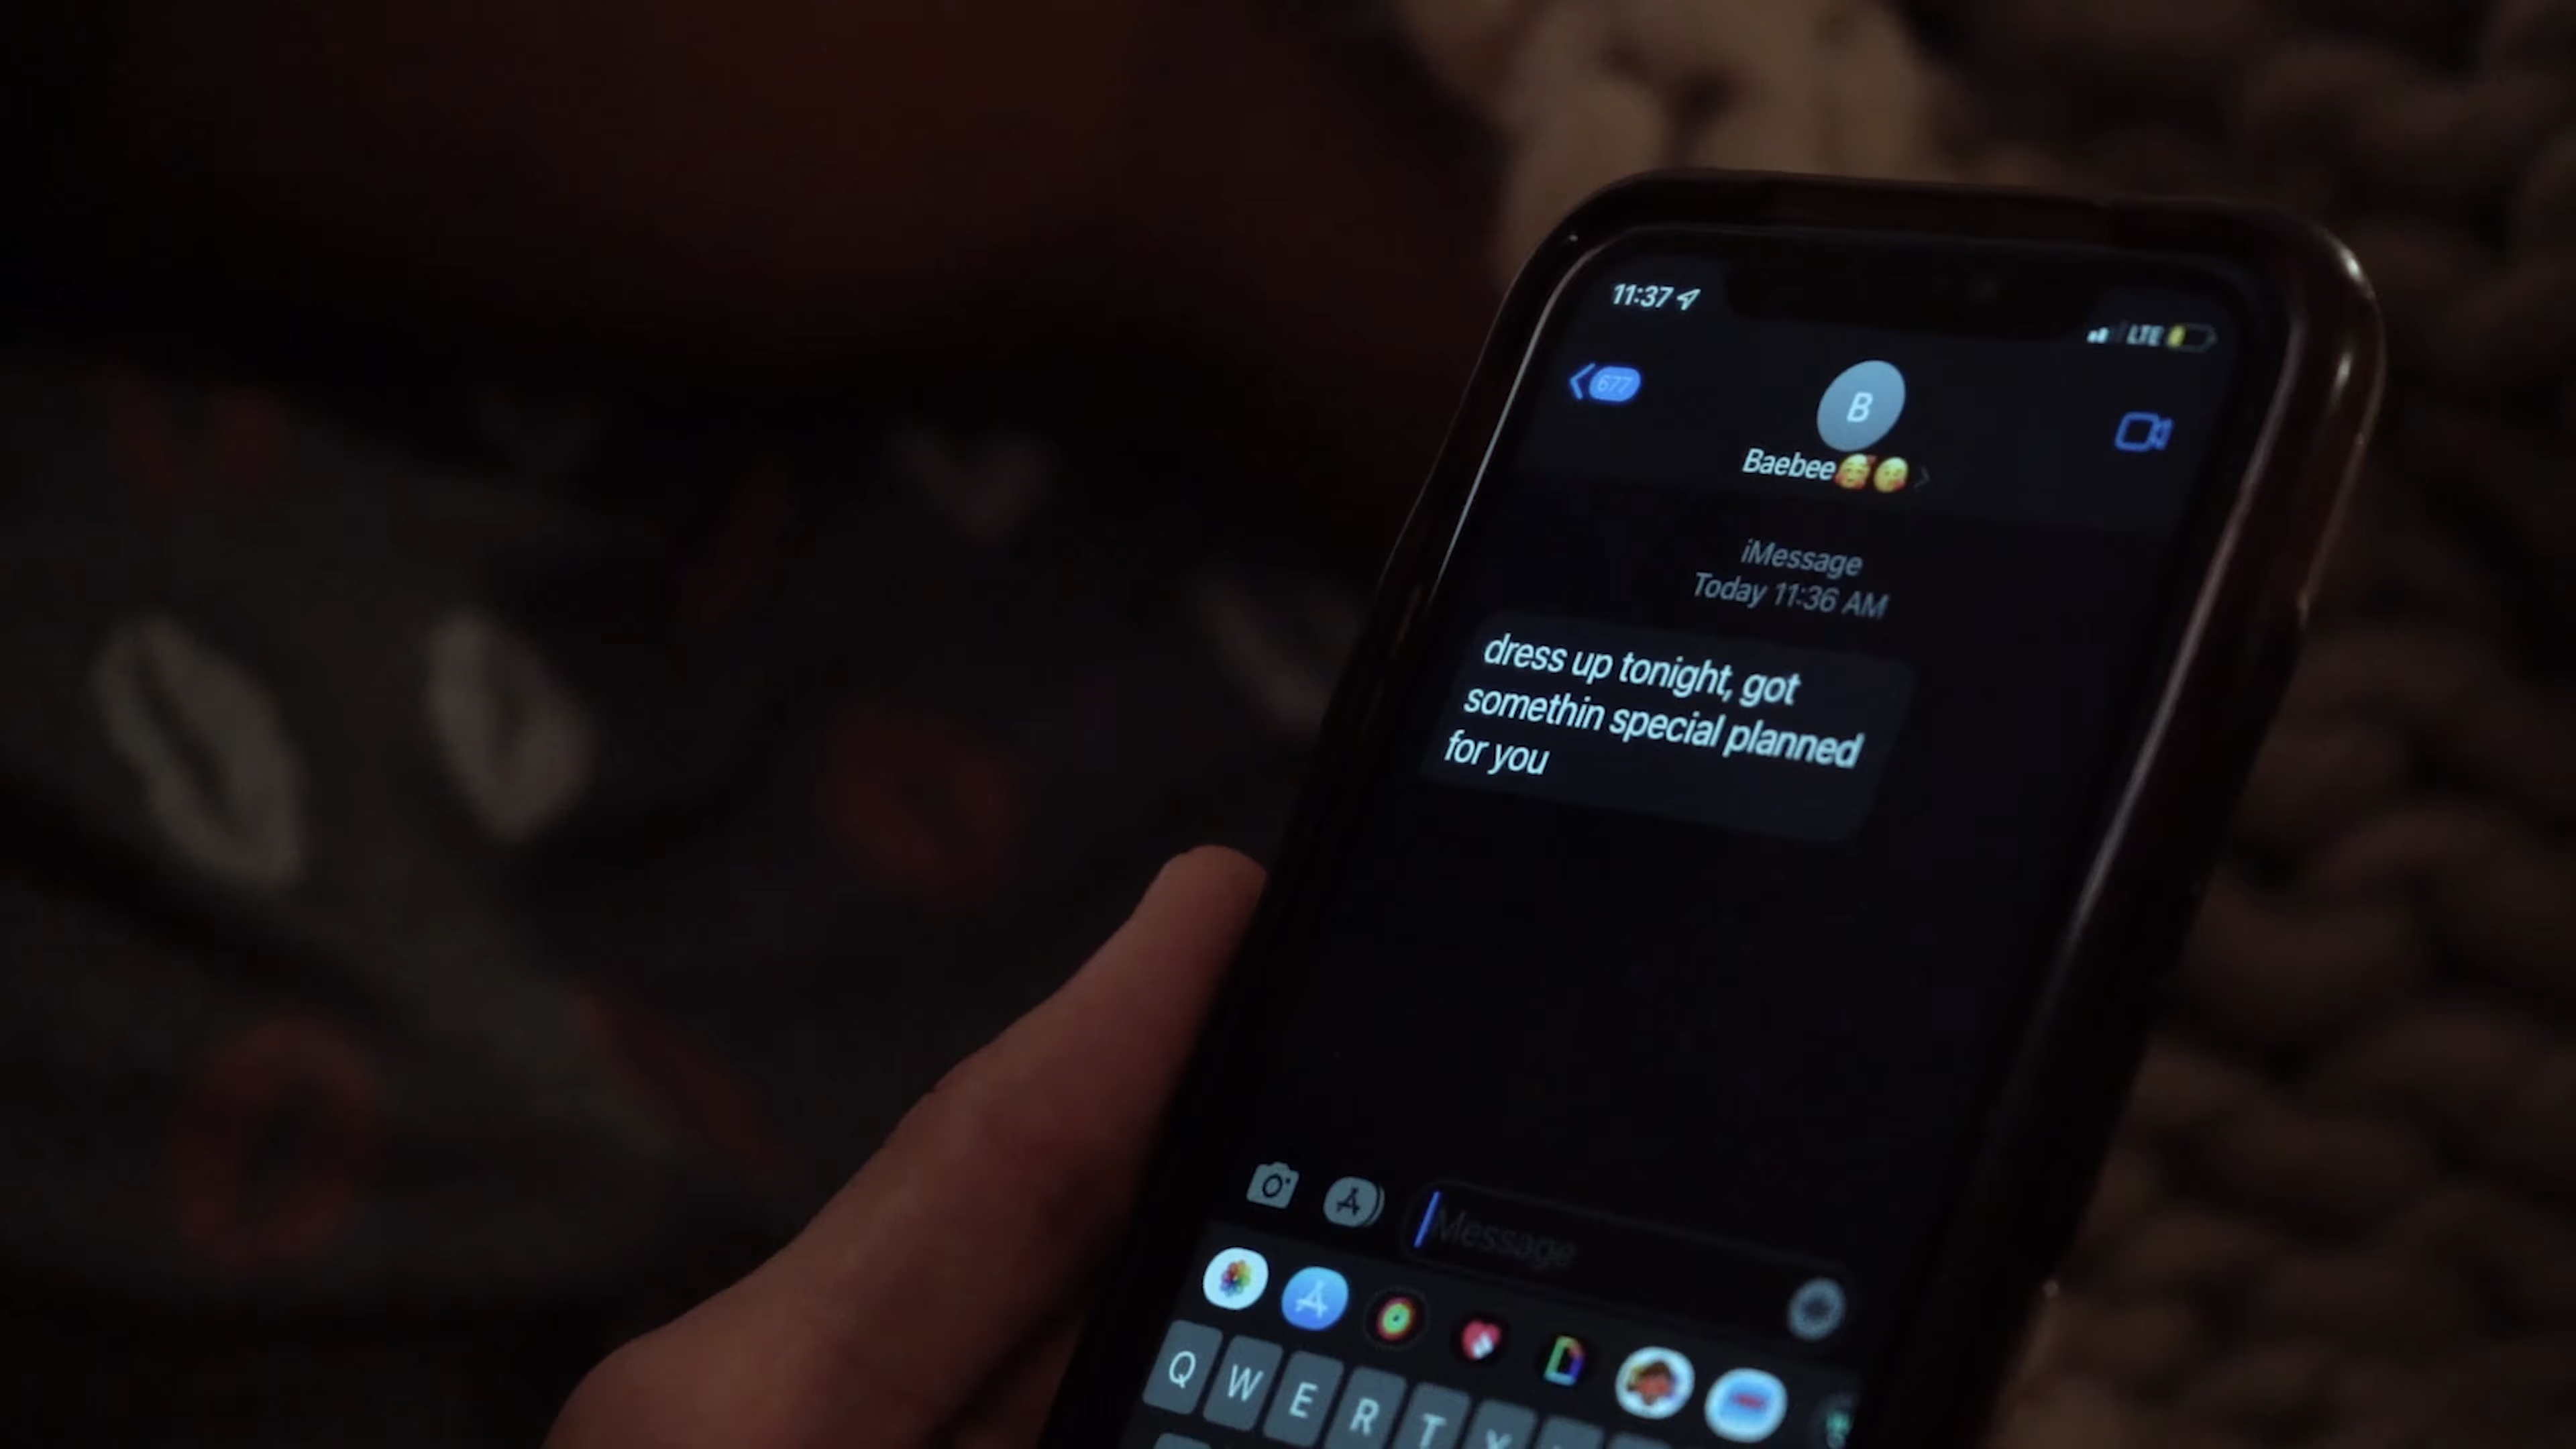 11:37
LTE
677
B
Baebee🥰😘
iMessage
Today 11:36 AM
dress up tonight, got
somethin special planned
for you
Message
Q W E R T Y